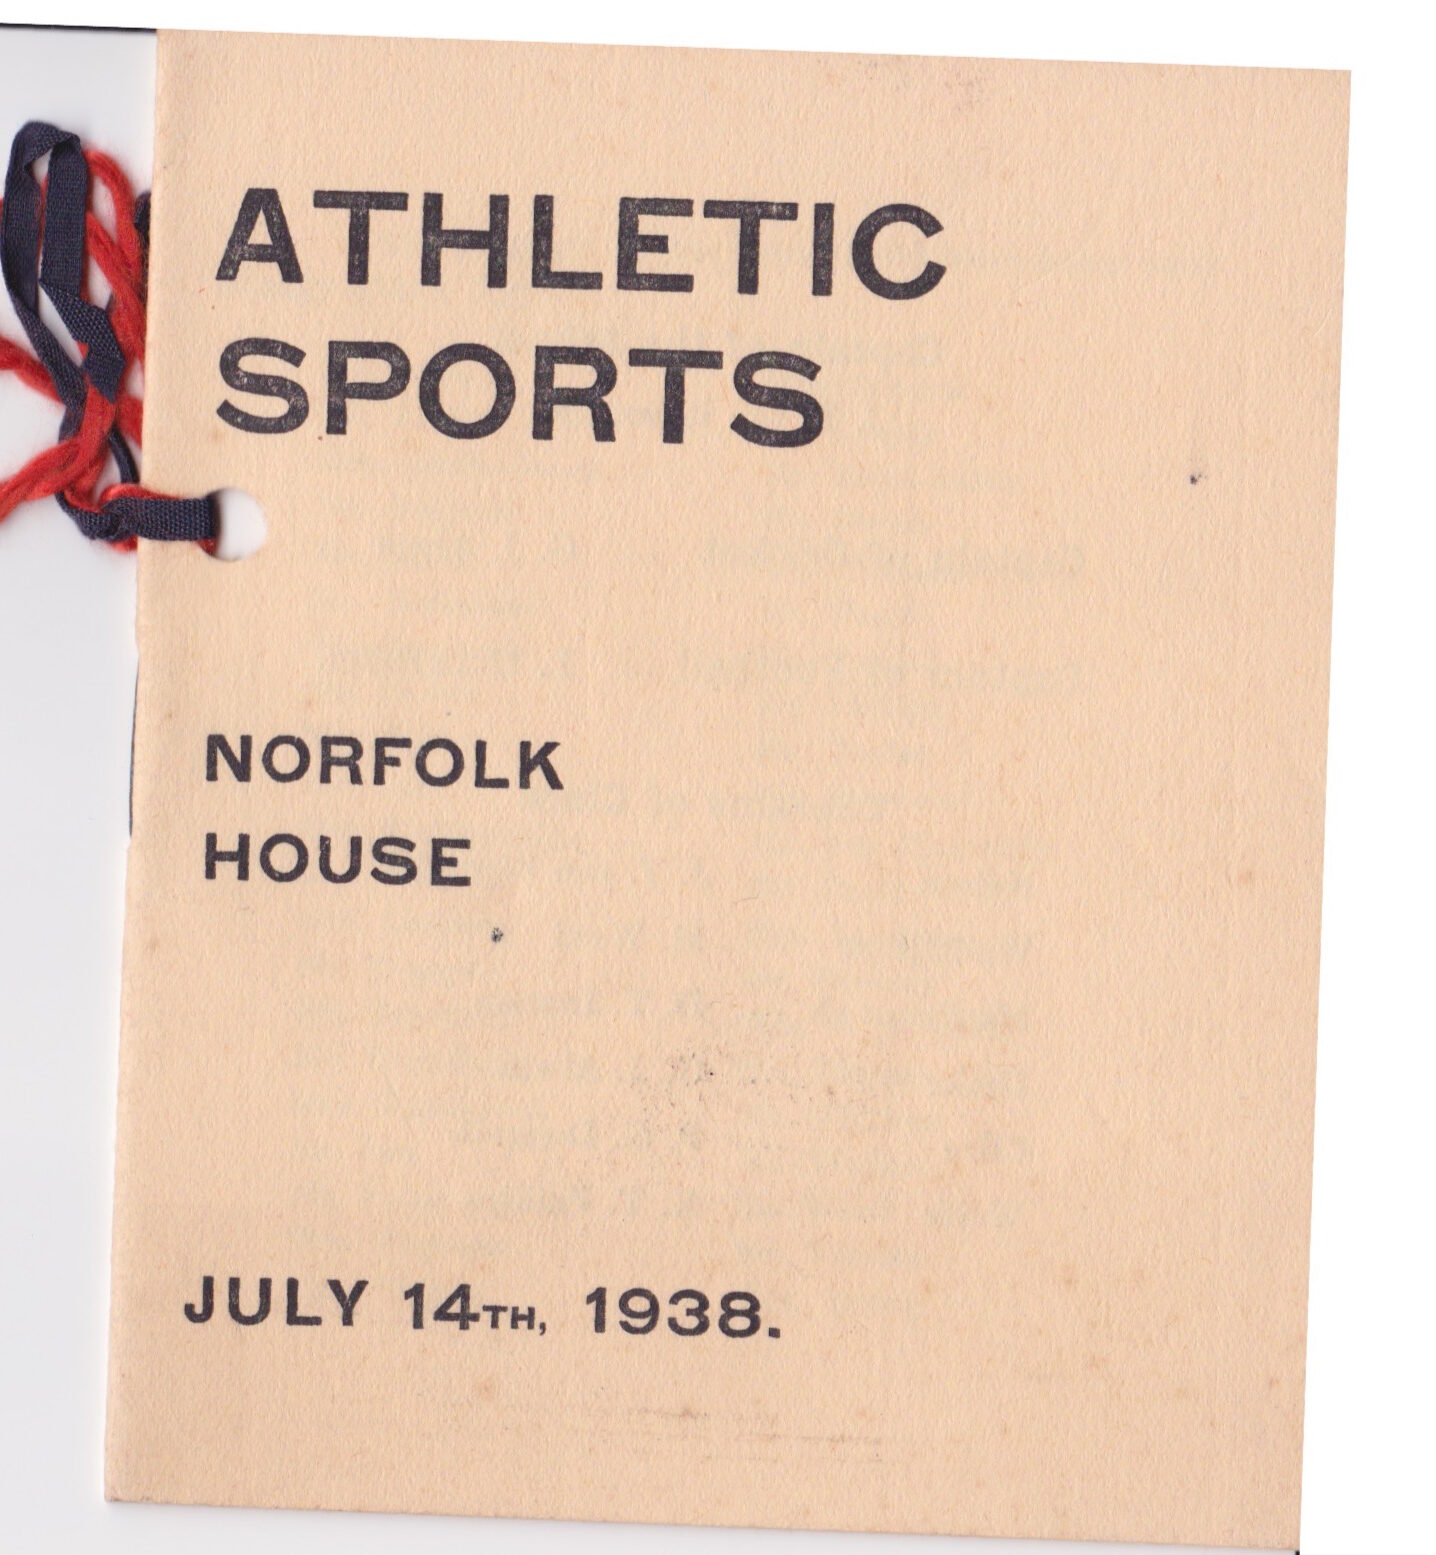 ATHLETIC
SPORTS
NORFOLK
HOUSE
JULY 14TH, 1938.